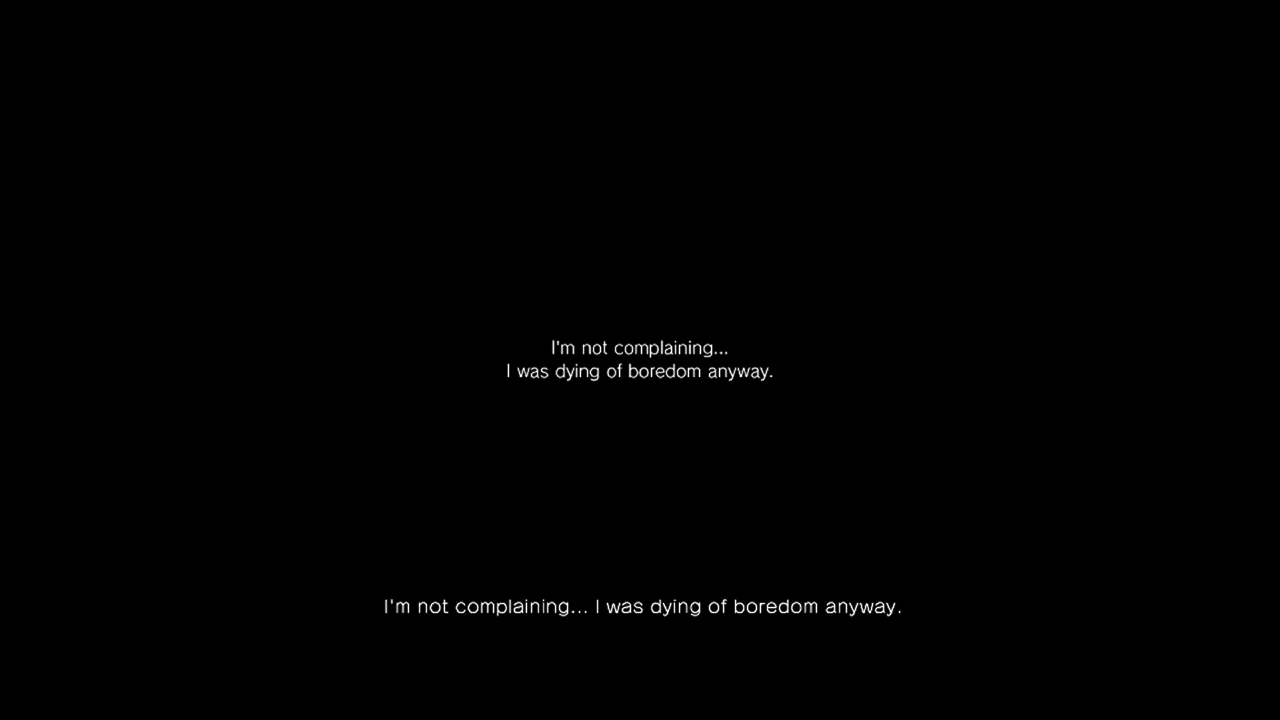 I'm not complaining...
I was dying of boredom anyway.
I'm not complaining... I was dying of boredom anyway.